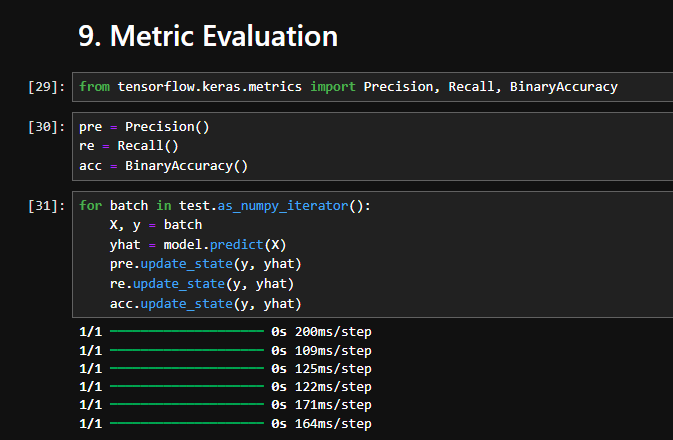 9. Metric Evaluation
[29]: from tensorflow.keras.metrics import Precision, Recall, BinaryAccuracy
[30]: pre = Precision()
re = Recall()
acc = BinaryAccuracy()
[31]: for batch in test.as_numpy_iterator():
    X, y = batch
    yhat = model.predict(X)
    pre.update_state(y, yhat)
    re.update_state(y, yhat)
    acc.update_state(y, yhat)
1/1 ━━━━━━━━━━━━━━━━━━━━ 0s 200ms/step
1/1 ━━━━━━━━━━━━━━━━━━━━ 0s 109ms/step
1/1 ━━━━━━━━━━━━━━━━━━━━ 0s 125ms/step
1/1 ━━━━━━━━━━━━━━━━━━━━ 0s 122ms/step
1/1 ━━━━━━━━━━━━━━━━━━━━ 0s 171ms/step
1/1 ━━━━━━━━━━━━━━━━━━━━ 0s 164ms/step